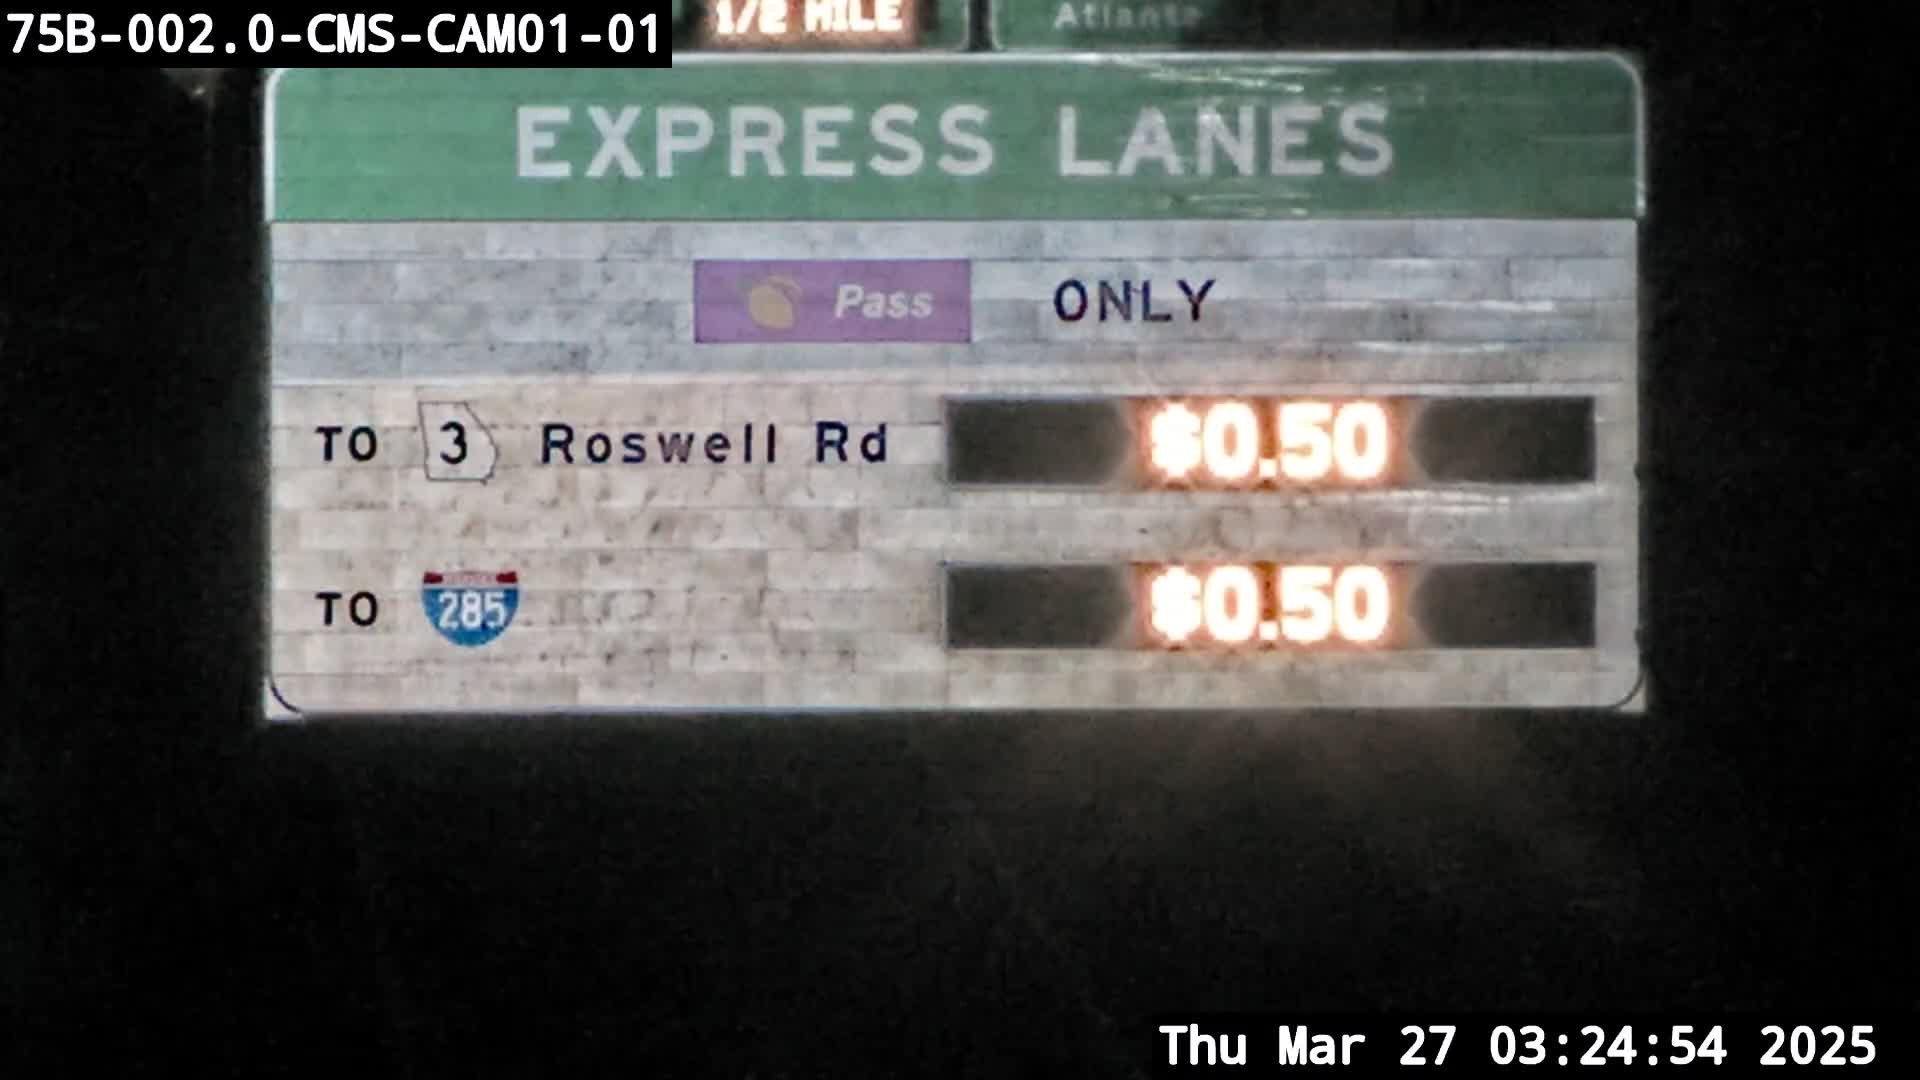 75B-002.0-CMS-CAM01-01
1/2 MILE
Atlanta
EXPRESS LANES
Pass ONLY
TO 3 Roswell Rd $0.50
TO 285 $0.50
Thu Mar 27 03:24:54 2025